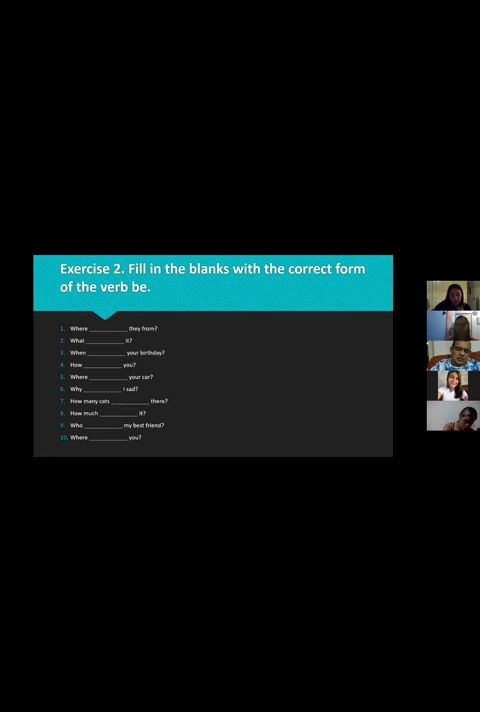 Exercise 2. Fill in the blanks with the correct form
of the verb be.
1. Where ____________ they from?
2. What ____________ it?
3. When ____________ your birthday?
4. How ____________ you?
5. Where ____________ your car?
6. Why ____________ I sad?
7. How many cats ____________ there?
8. How much ____________ it?
9. Who ____________ my best friend?
10. Where ____________ you?